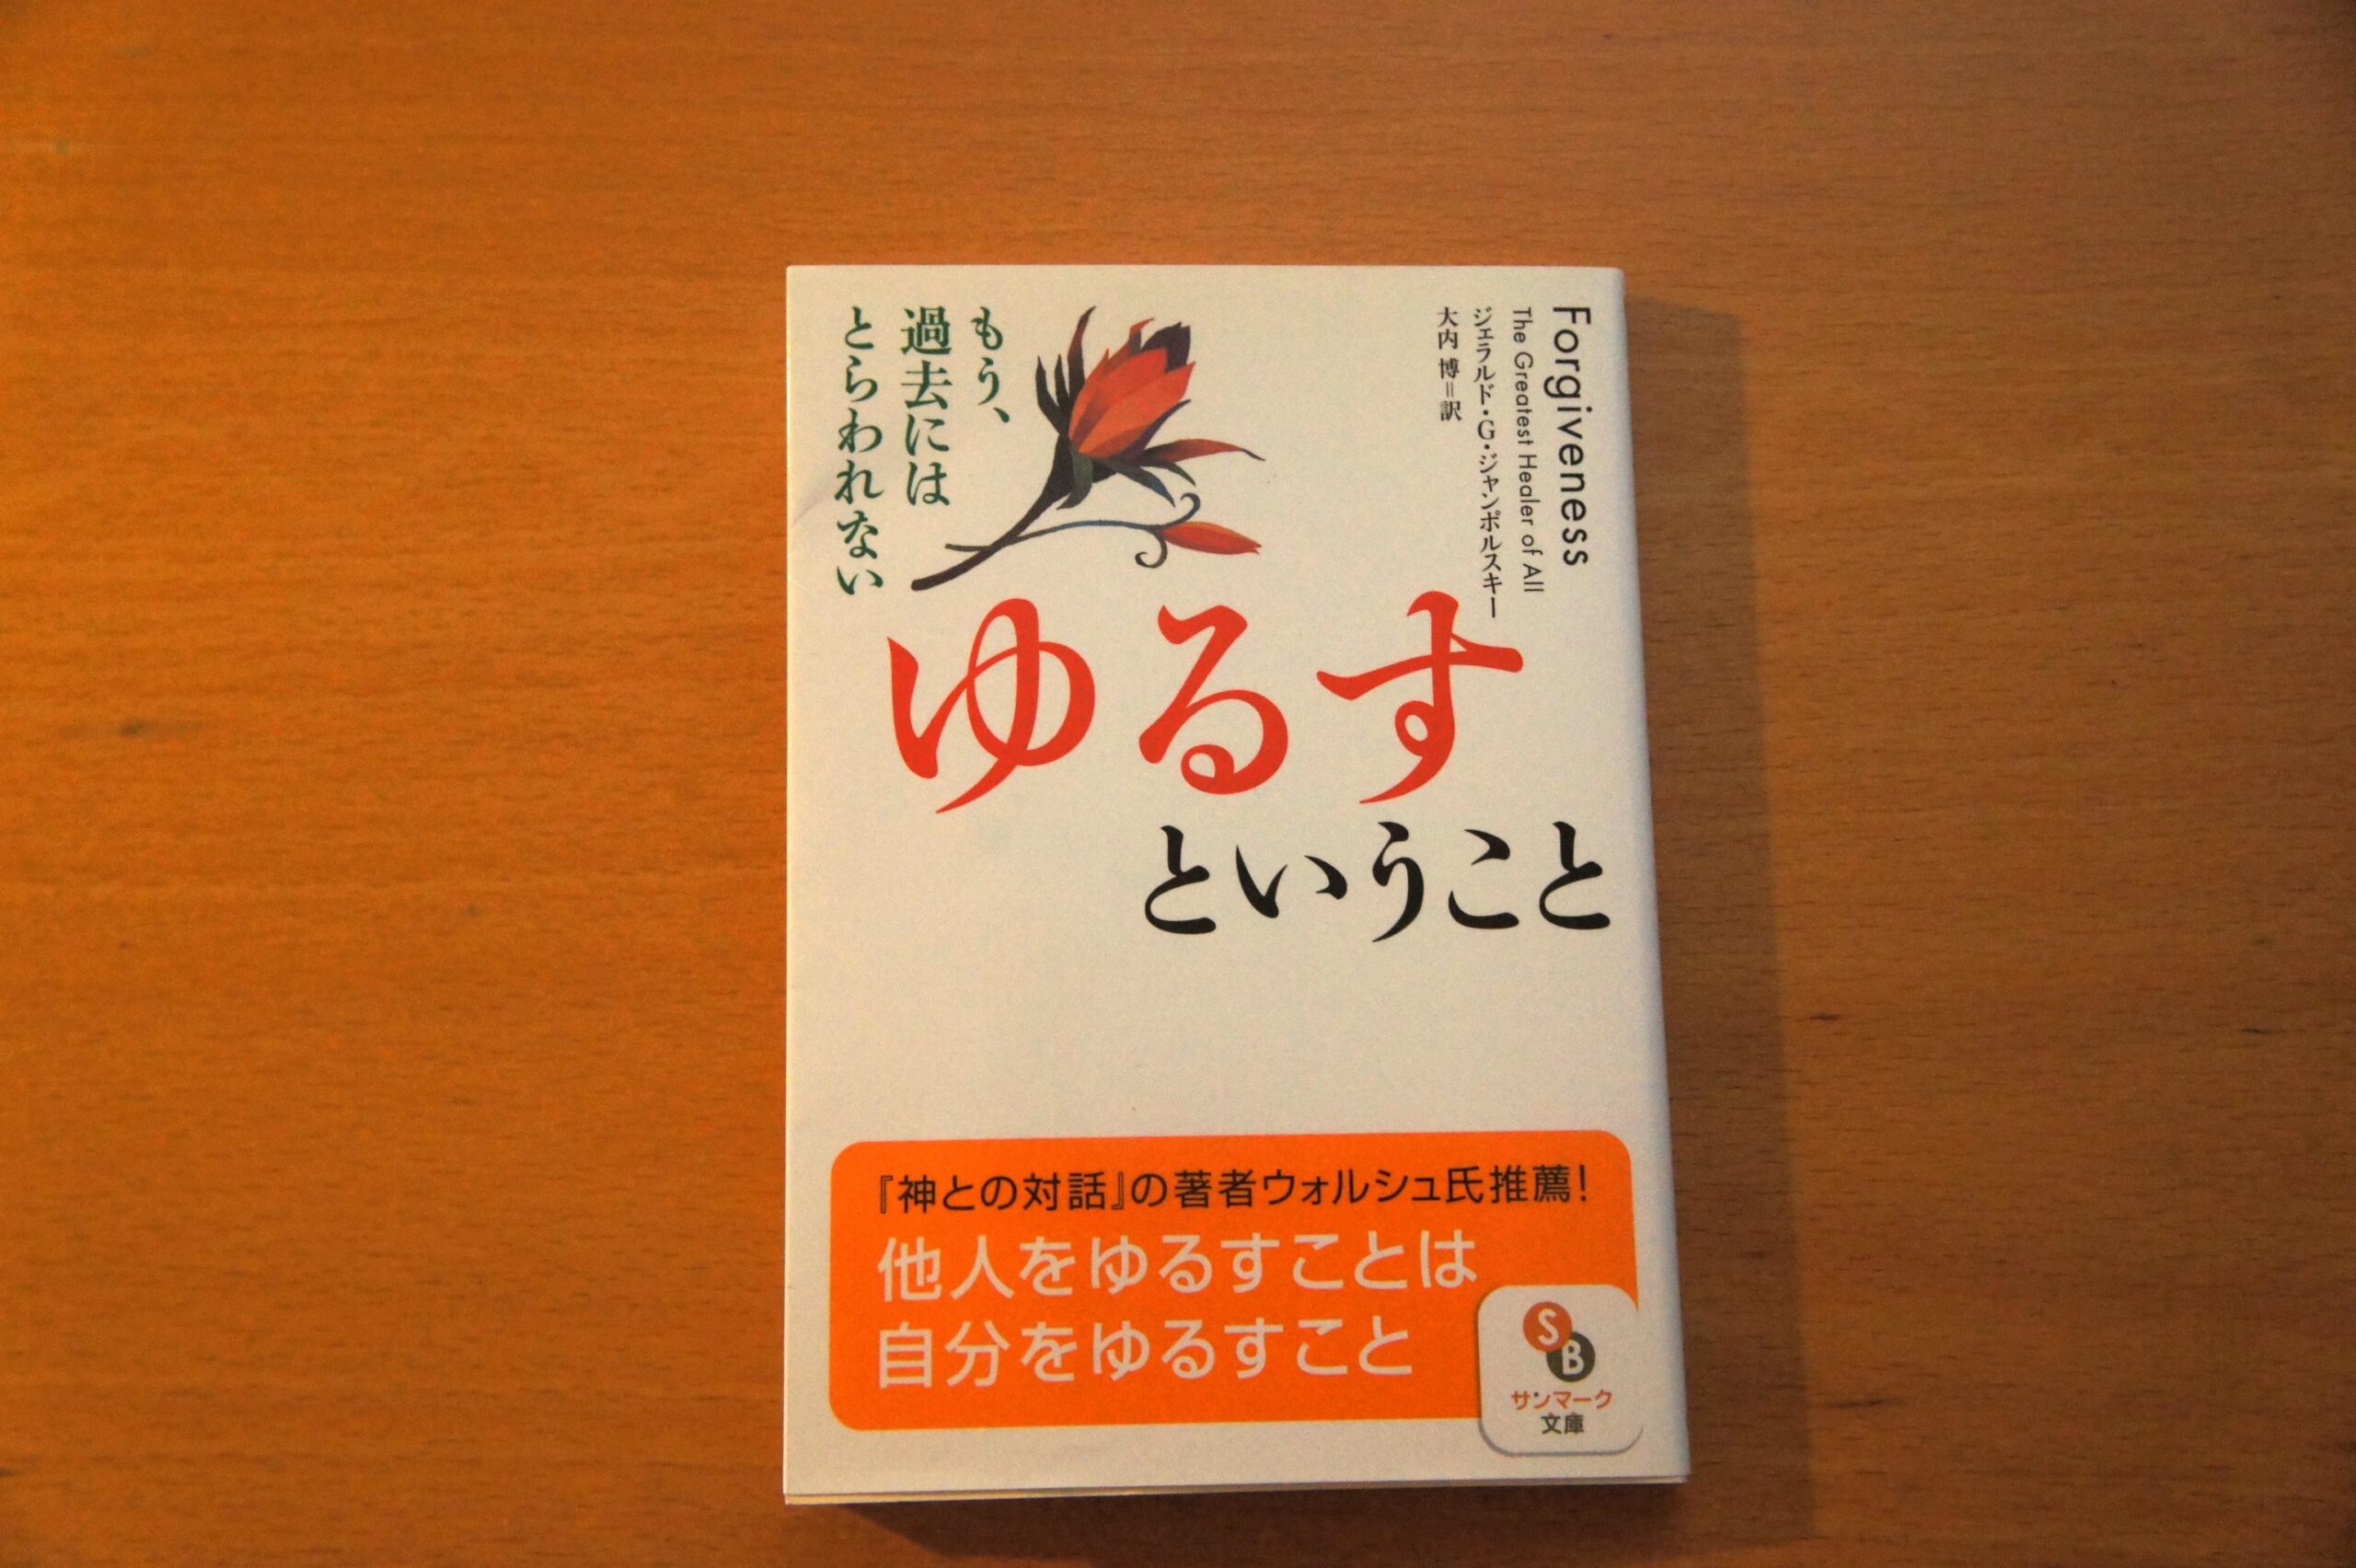 Forgiveness
The Greatest Healer of All
ジェラルド・G・ジャンポルスキー
大内 博=訳
もう、
過去には
とらわれない
ゆるす
ということ
『神との対話』の著者ウォルシュ氏推薦!
他人をゆるすことは
自分をゆるすこと
S
B
サンマーク
文庫